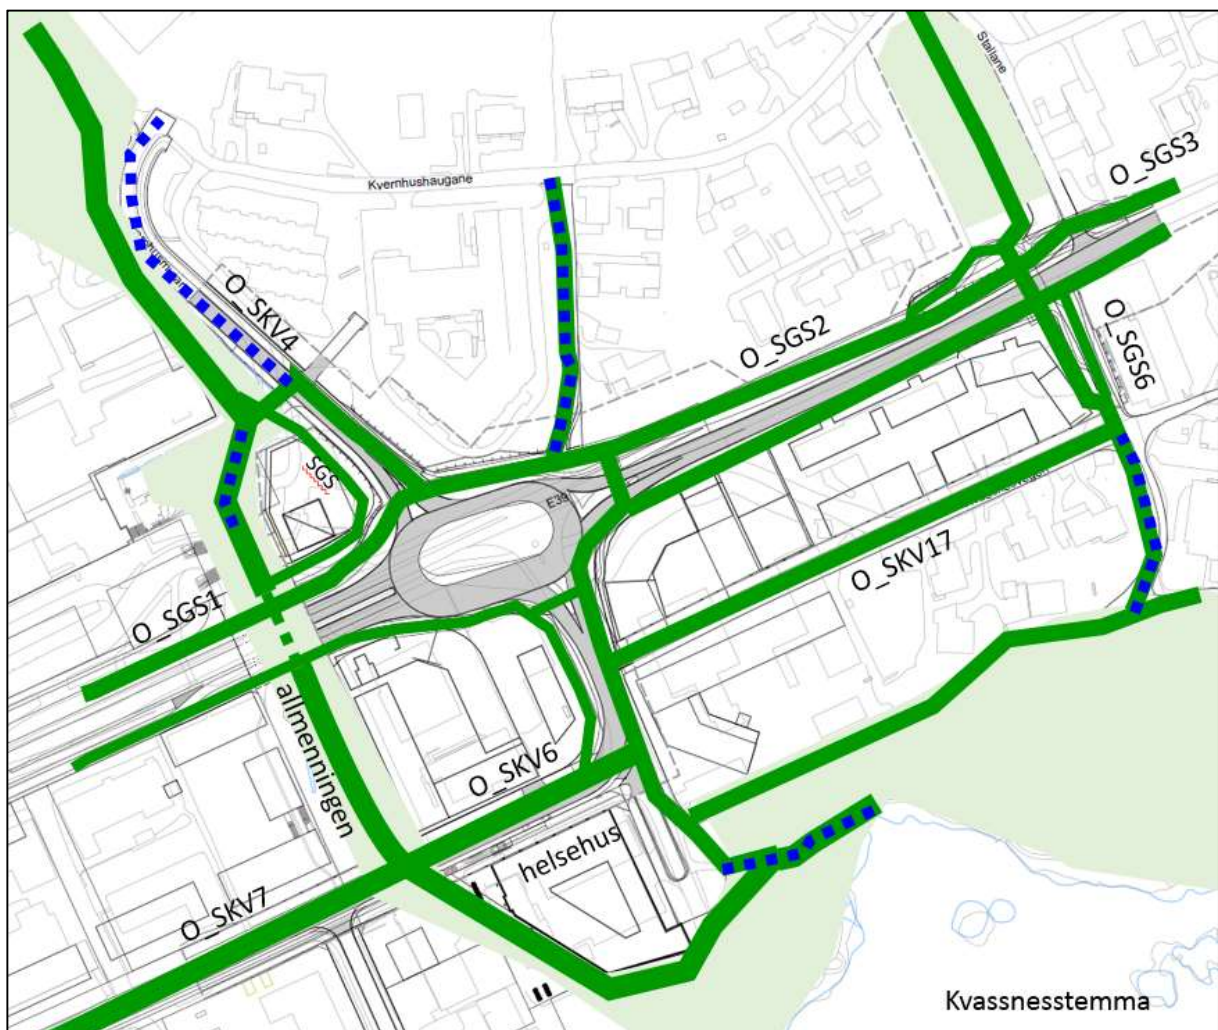 Stallane
O_SGS3
Kvernhushaugane
O_SKV4
O_SGS2
O_SGS6
SGS
E39
O_SKV17
O_SGS1
allmenningen
O_SKV6
helsehus
O_SKV7
Kvassnesstemma